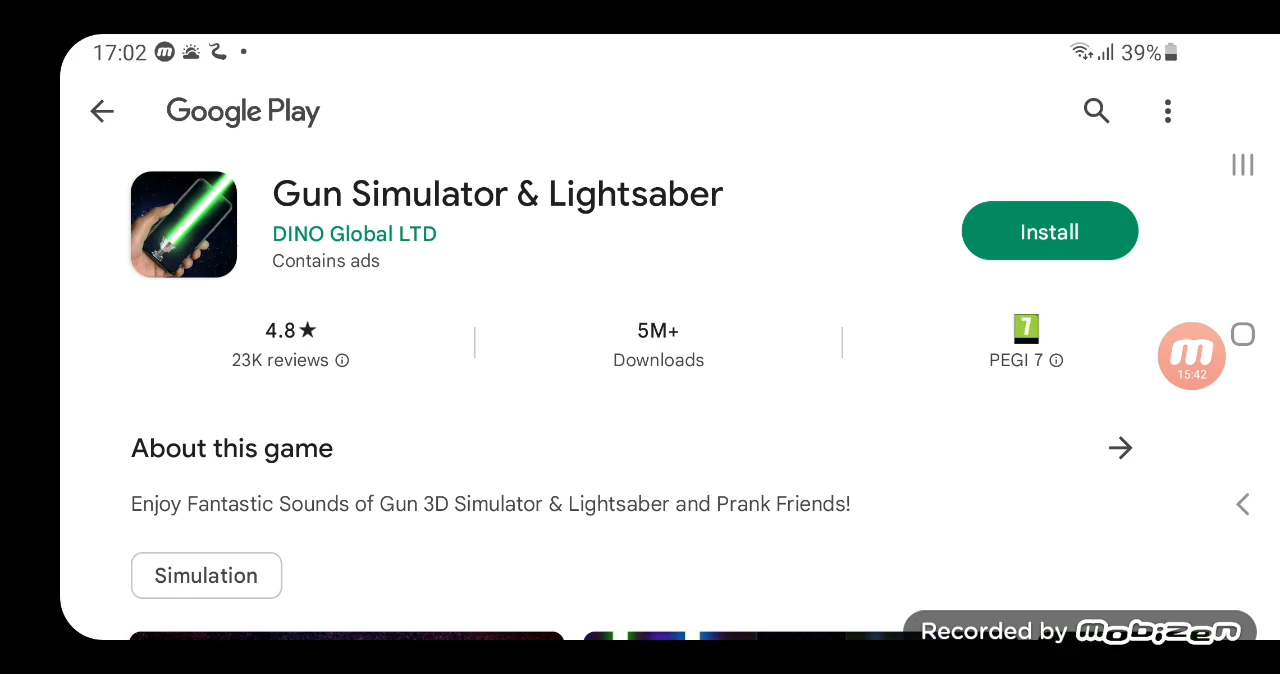 17:02 39%
Google Play
Gun Simulator & Lightsaber
DINO Global LTD
Contains ads
Install
4.8★ 5M+ 7
23K reviews Downloads PEGI 7
m
15:42
About this game
Enjoy Fantastic Sounds of Gun 3D Simulator & Lightsaber and Prank Friends!
Simulation
Recorded by mobizen